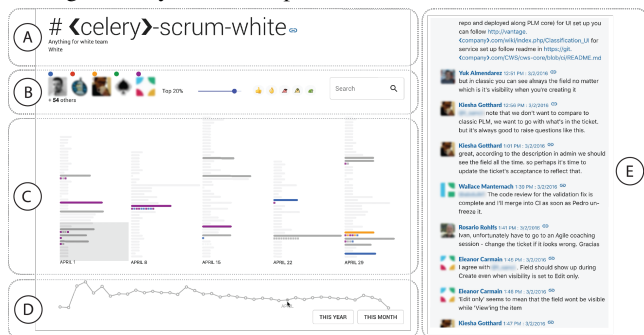 A
# ❮celery❯-scrum-white
Anything for white team
White
B
+ 54 others
Top 20%
Search
C
APRIL 1
APRIL 8
APRIL 15
APRIL 22
APRIL 29
D
THIS YEAR
THIS MONTH
repo and deployed along PLM core) for UI set up you
can follow http://vantage.
❮company❯.com/wiki/index.php/Classification_UI for
service set up follow readme in https://git.
❮company❯.com/CWS/cws-core/blob/ci/README.md
Yuk Almendarez 12:51 PM : 3/2/2016
but in classic you can see always the field no matter
which is it's visibility when you're creating it
Kiesha Gotthard 12:56 PM : 3/2/2016
note that we don't want to compare to
classic PLM, we want to go with what's in the ticket.
but it's always good to raise questions like this.
Kiesha Gotthard 1:01 PM : 3/2/2016
great, according to the description in admin we should
see the field all the time. so perhaps it's time to
update the ticket's acceptance to reflect that.
Wallace Manternach 1:30 PM : 3/2/2016
The code review for the validation fix is
complete and I'll merge into CI as soon as Pedro un-
freeze it.
Rosario Rohlfs 1:41 PM : 3/2/2016
Ivan, unfortunately have to go to an Agile coaching
session - change the ticket if it looks wrong. Gracias
Eleanor Carmain 1:45 PM : 3/2/2016
I agree with . Field should show up during
Create even when visibility is set to Edit only.
Eleanor Carmain 1:46 PM : 3/2/2016
'Edit only' seems to mean that the field wont be visible
while 'View'ing the item
Kiesha Gotthard 1:47 PM : 3/2/2016
E